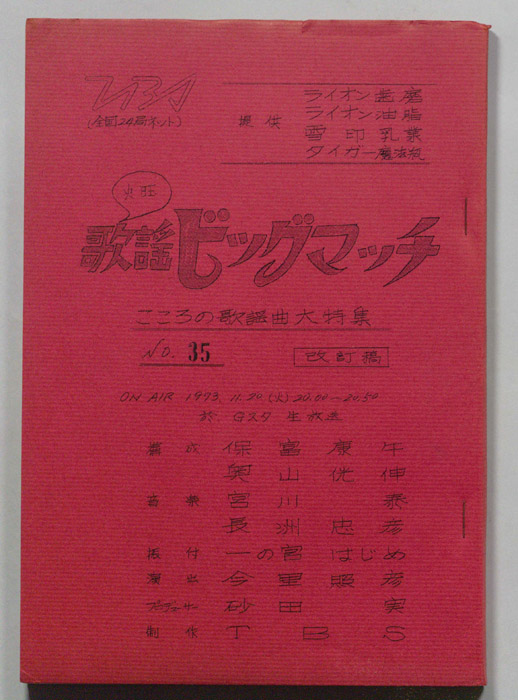 TBS
(全国24局ネット)
提供
ライオン歯磨
ライオン油脂
雪印乳業
タイガー魔法瓶
火狂
歌謡ビッグマッチ
こころの歌謡曲大特集
NO. 35
改訂稿
ON AIR 1973. 11. 20. (火) 20.00—20.50
於. Gスタ 生放送
構成 保富康午
奥山侊伸
音楽 宮川泰
長洲忠彦
振付 一の宮はじめ
演出 今里照彦
プロデューサー 砂田実
制作 TBS